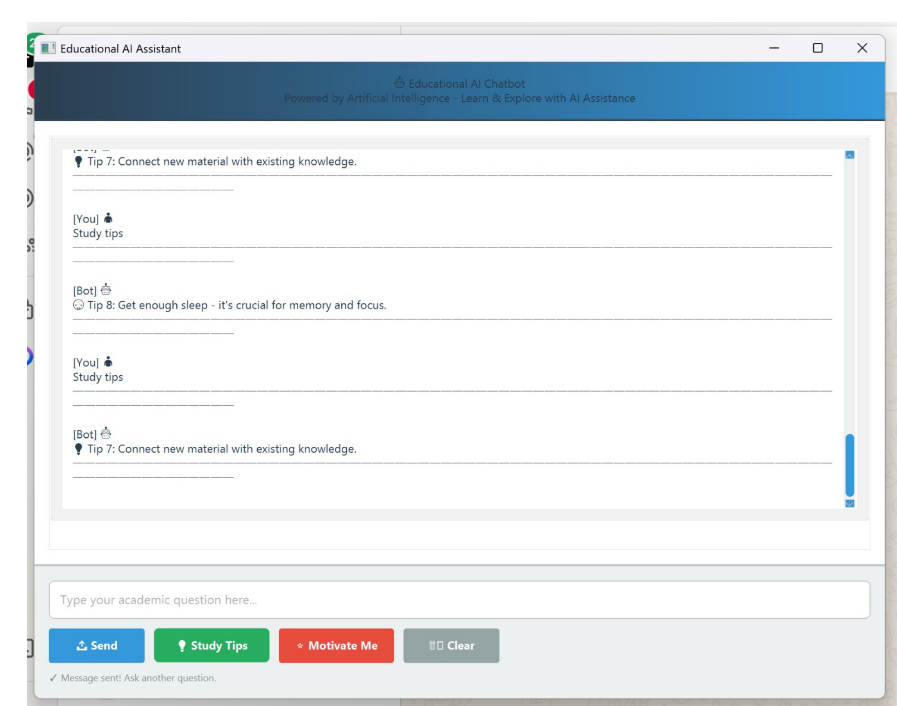 Educational AI Assistant
Educational AI Chatbot
Powered by Artificial Intelligence - Learn & Explore with AI Assistance
Tip 7: Connect new material with existing knowledge.
[You]
Study tips
[Bot]
Tip 8: Get enough sleep - it's crucial for memory and focus.
[You]
Study tips
[Bot]
Tip 7: Connect new material with existing knowledge.
Type your academic question here...
Send Study Tips Motivate Me Clear
✓ Message sent! Ask another question.